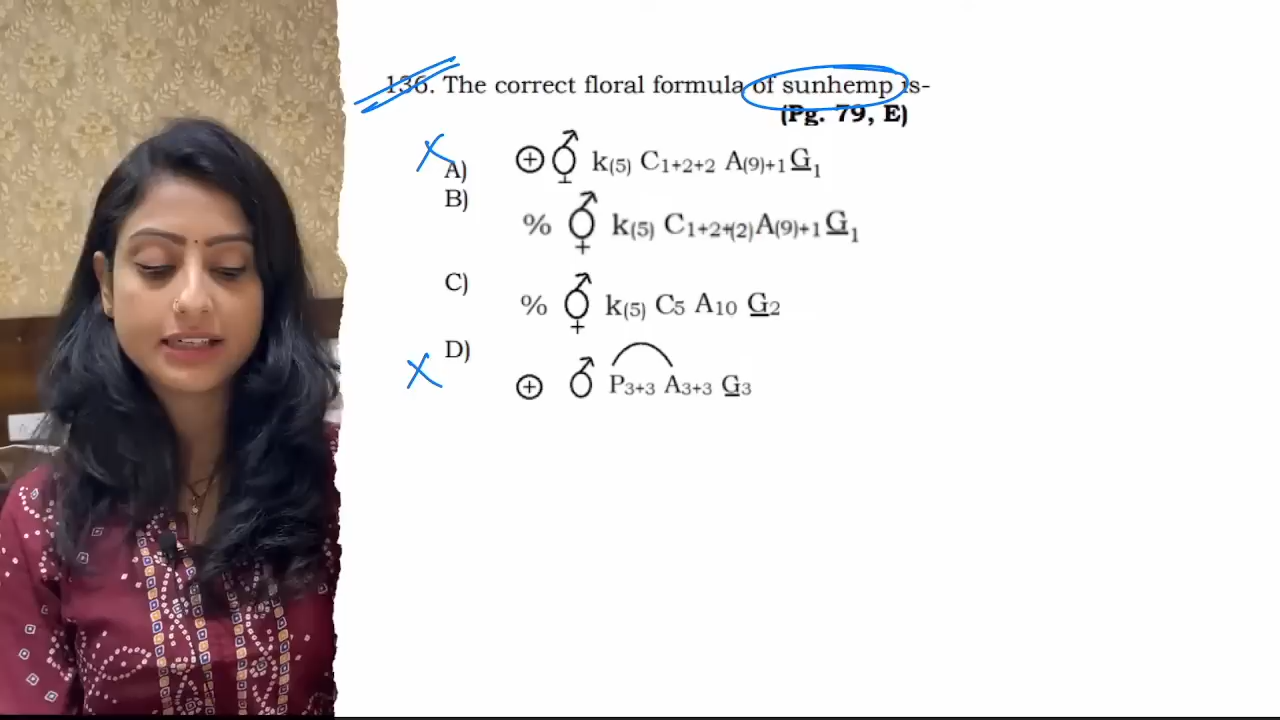 136. The correct floral formula of sunhemp is-
(Pg. 79, E)
A) ⊕ ⚥ k(5) C1+2+2 A(9)+1 G1
B) % ⚥ k(5) C1+2+(2) A(9)+1 G1
C) % ⚥ k(5) C5 A10 G2
D) ⊕ ♂ P3+3 A3+3 G3